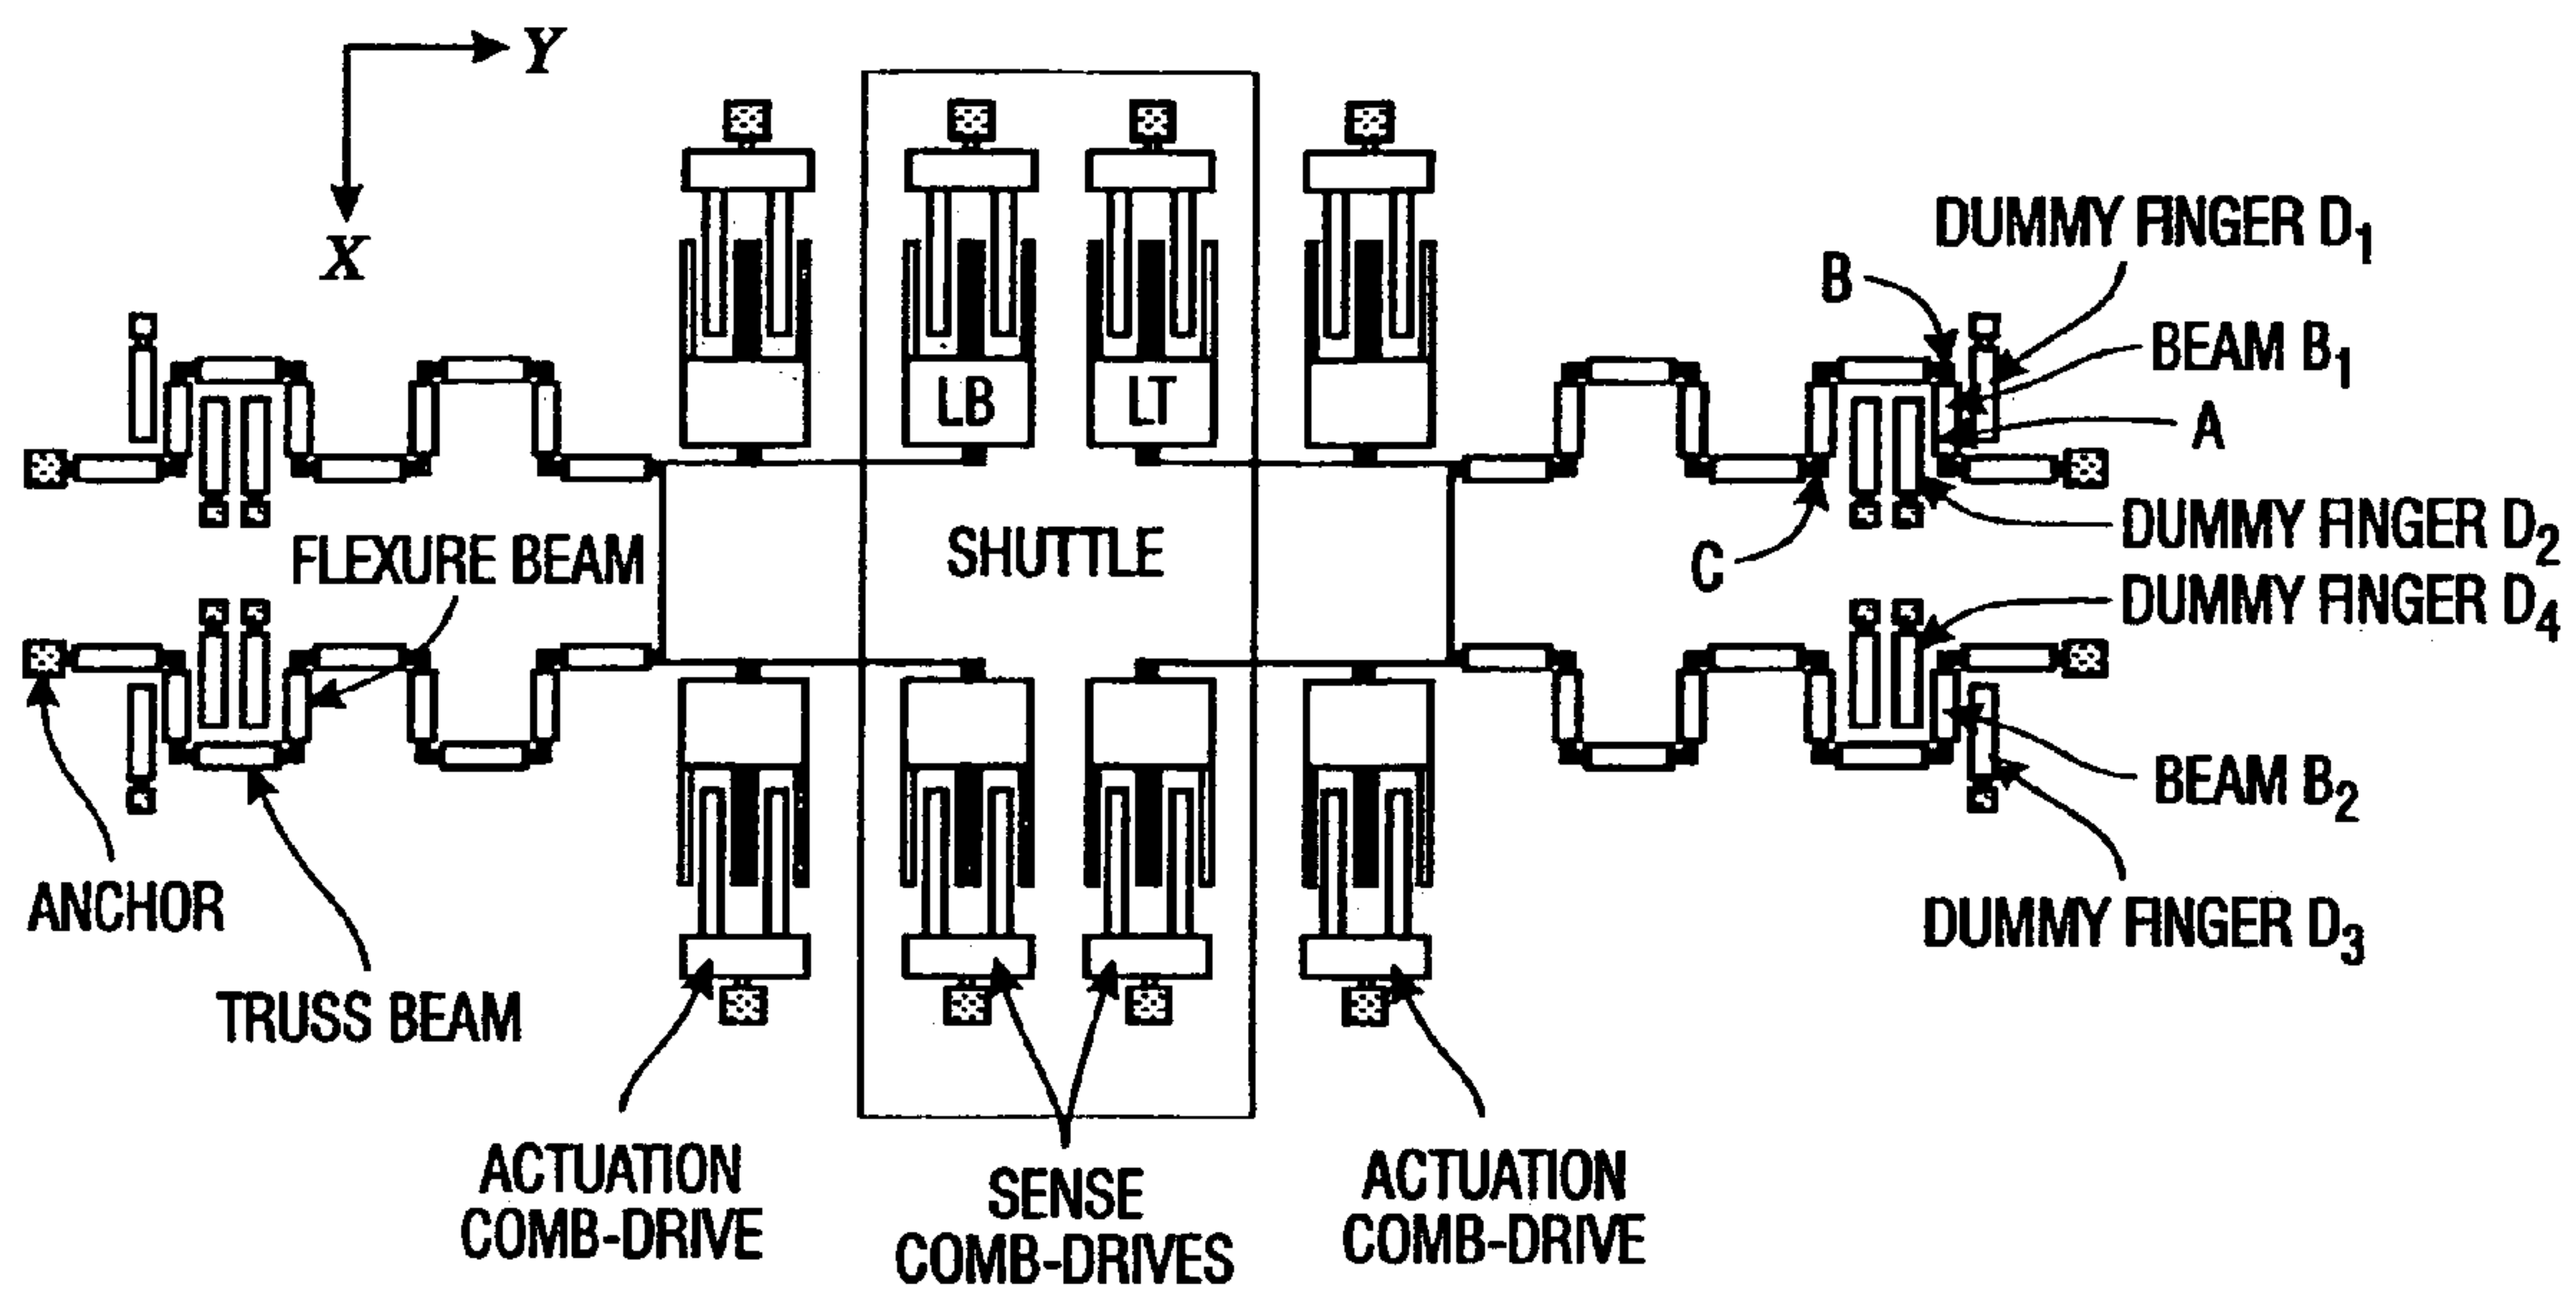 Y
X
DUMMY FINGER D1
B
BEAM B1
A
LB
LT
DUMMY FINGER D2
SHUTTLE
FLEXURE BEAM
C
DUMMY FINGER D4
BEAM B2
ANCHOR
DUMMY FINGER D3
TRUSS BEAM
ACTUATION
COMB-DRIVE
SENSE
COMB-DRIVES
ACTUATION
COMB-DRIVE